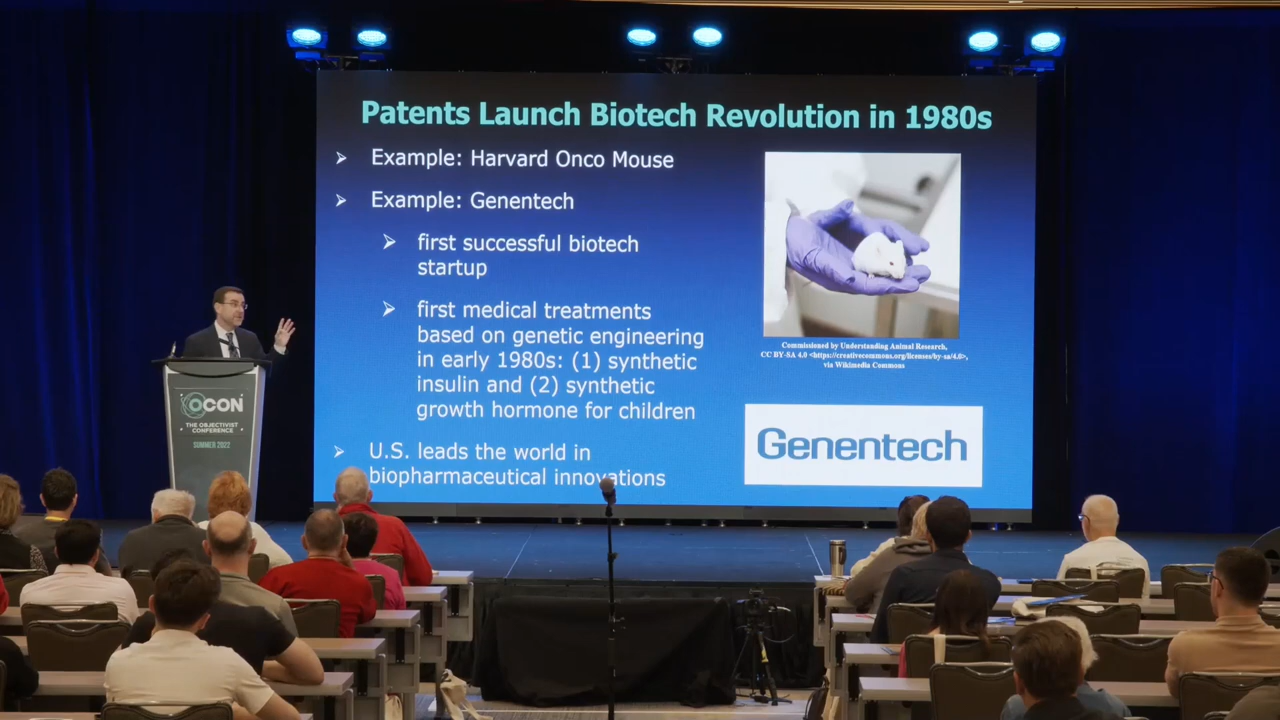 Patents Launch Biotech Revolution in 1980s
Example: Harvard Onco Mouse
Example: Genentech
first successful biotech
startup
first medical treatments
based on genetic engineering
in early 1980s: (1) synthetic
insulin and (2) synthetic
growth hormone for children
U.S. leads the world in
biopharmaceutical innovations
Commissioned by Understanding Animal Research,
CC BY-SA 4.0 <https://creativecommons.org/licenses/by-sa/4.0>,
via Wikimedia Commons
Genentech
OCON
THE OBJECTIVIST
CONFERENCE
SUMMER 2022